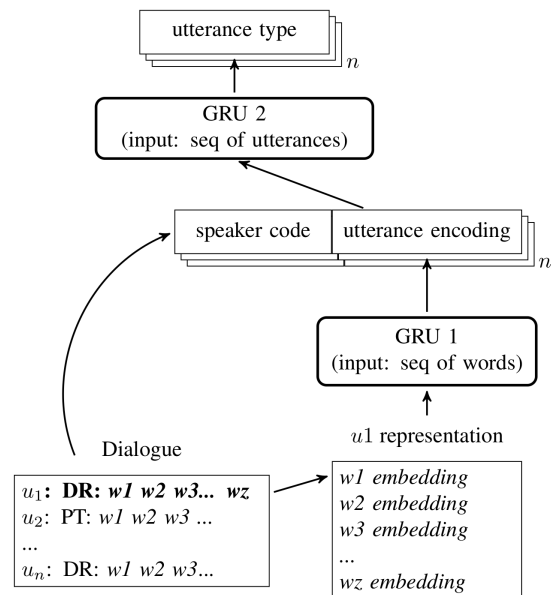 utterance type
n
GRU 2
(input: seq of utterances)
speaker code
utterance encoding
n
GRU 1
(input: seq of words)
Dialogue
u1 representation
u₁: DR: w1 w2 w3... wz
u₂: PT: w1 w2 w3 ...
...
uₙ: DR: w1 w2 w3...
w1 embedding
w2 embedding
w3 embedding
...
wz embedding